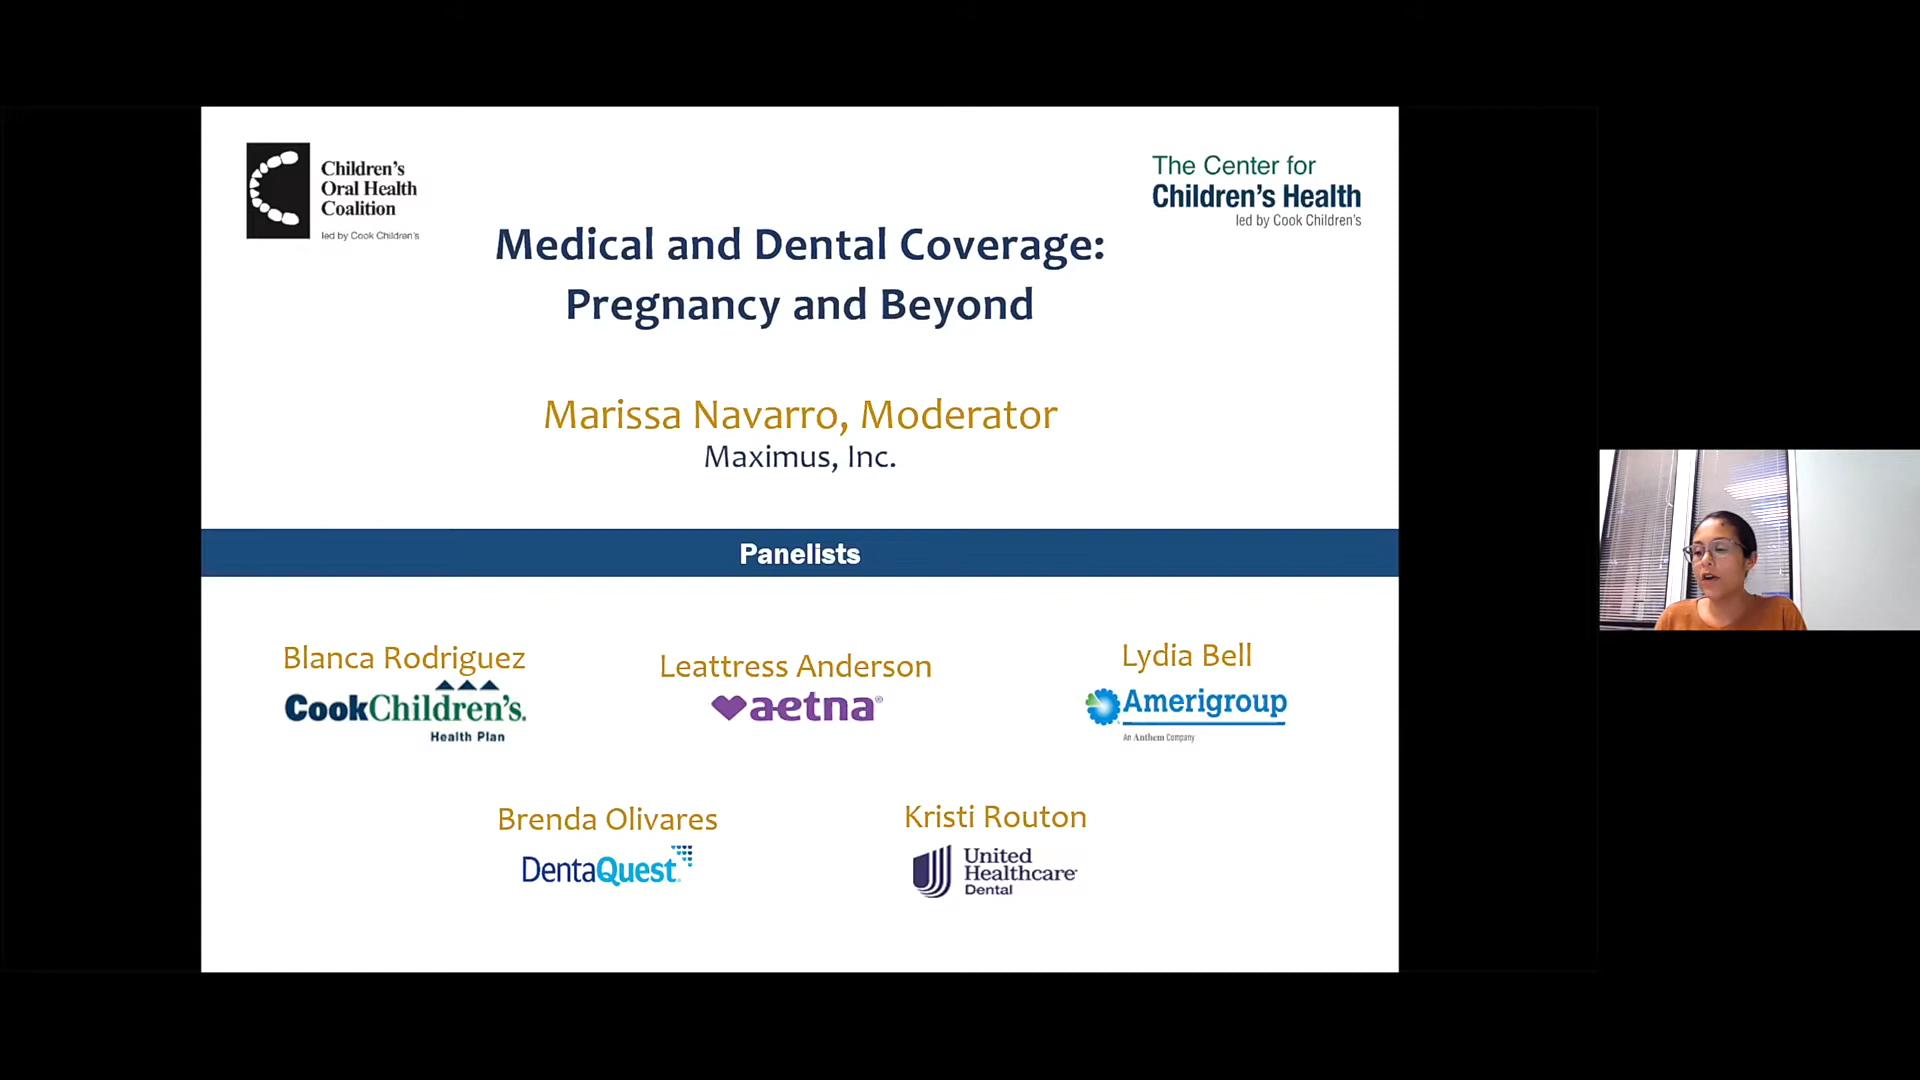 Children's
Oral Health
Coalition
led by Cook Children's
The Center for
Children's Health
led by Cook Children's
Medical and Dental Coverage:
Pregnancy and Beyond
Marissa Navarro, Moderator
Maximus, Inc.
Panelists
Blanca Rodriguez
CookChildren's.
Health Plan
Leattress Anderson
aetna®
Lydia Bell
Amerigroup
An Anthem Company
Brenda Olivares
DentaQuest
Kristi Routon
United
Healthcare
Dental